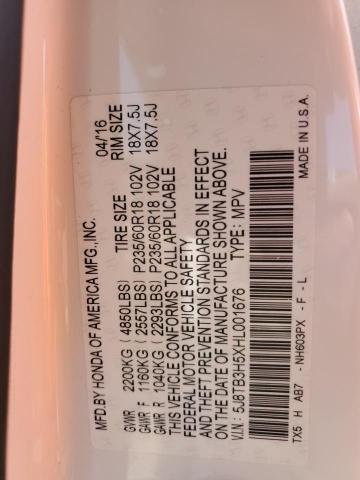 MFD.BY HONDA OF AMERICA MFG.,INC. 04/16
TIRE SIZE RIM SIZE
GVWR 2200KG (4850LBS)
GAWR F 1160KG (2557LBS) P235/60R18 102V 18X7.5J
GAWR R 1040KG (2293LBS) P235/60R18 102V 18X7.5J
THIS VEHICLE CONFORMS TO ALL APPLICABLE
FEDERAL MOTOR VEHICLE SAFETY
AND THEFT PREVENTION STANDARDS IN EFFECT
ON THE DATE OF MANUFACTURE SHOWN ABOVE.
V.I.N.: 5J8TB3H5XHL001676 TYPE: MPV
TX5 H AB7 - NH603PX - F - L MADE IN U.S.A.